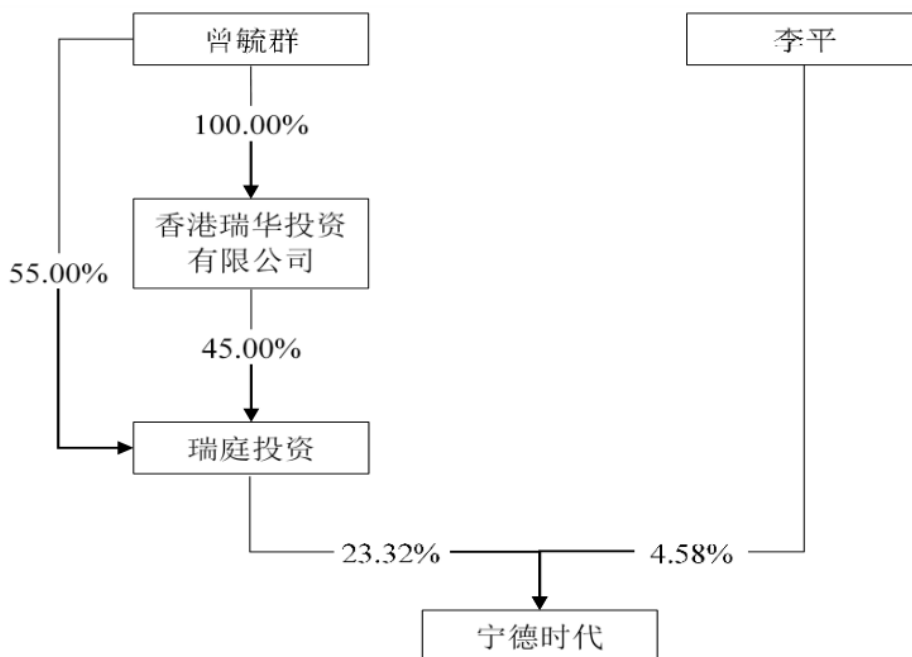 曾毓群
李平
100.00%
香港瑞华投资
有限公司
55.00%
45.00%
瑞庭投资
23.32%
4.58%
宁德时代